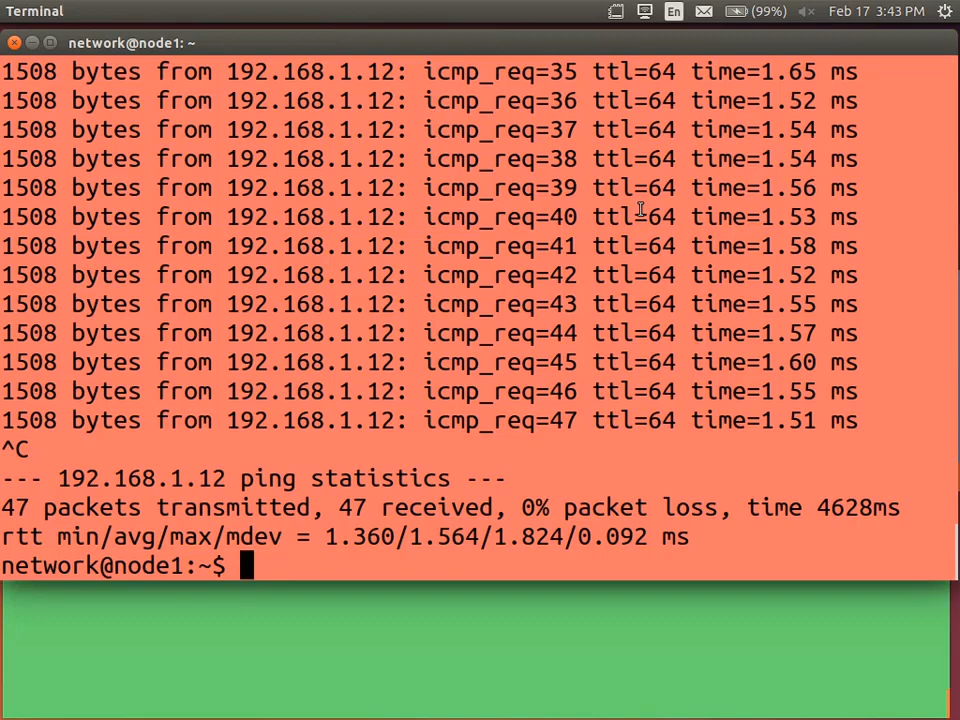 Terminal
En (99%) Feb 17 3:43 PM
network@node1: ~
1508 bytes from 192.168.1.12: icmp_req=35 ttl=64 time=1.65 ms
1508 bytes from 192.168.1.12: icmp_req=36 ttl=64 time=1.52 ms
1508 bytes from 192.168.1.12: icmp_req=37 ttl=64 time=1.54 ms
1508 bytes from 192.168.1.12: icmp_req=38 ttl=64 time=1.54 ms
1508 bytes from 192.168.1.12: icmp_req=39 ttl=64 time=1.56 ms
1508 bytes from 192.168.1.12: icmp_req=40 ttl=64 time=1.53 ms
1508 bytes from 192.168.1.12: icmp_req=41 ttl=64 time=1.58 ms
1508 bytes from 192.168.1.12: icmp_req=42 ttl=64 time=1.52 ms
1508 bytes from 192.168.1.12: icmp_req=43 ttl=64 time=1.55 ms
1508 bytes from 192.168.1.12: icmp_req=44 ttl=64 time=1.57 ms
1508 bytes from 192.168.1.12: icmp_req=45 ttl=64 time=1.60 ms
1508 bytes from 192.168.1.12: icmp_req=46 ttl=64 time=1.55 ms
1508 bytes from 192.168.1.12: icmp_req=47 ttl=64 time=1.51 ms
^C
--- 192.168.1.12 ping statistics ---
47 packets transmitted, 47 received, 0% packet loss, time 4628ms
rtt min/avg/max/mdev = 1.360/1.564/1.824/0.092 ms
network@node1:~$